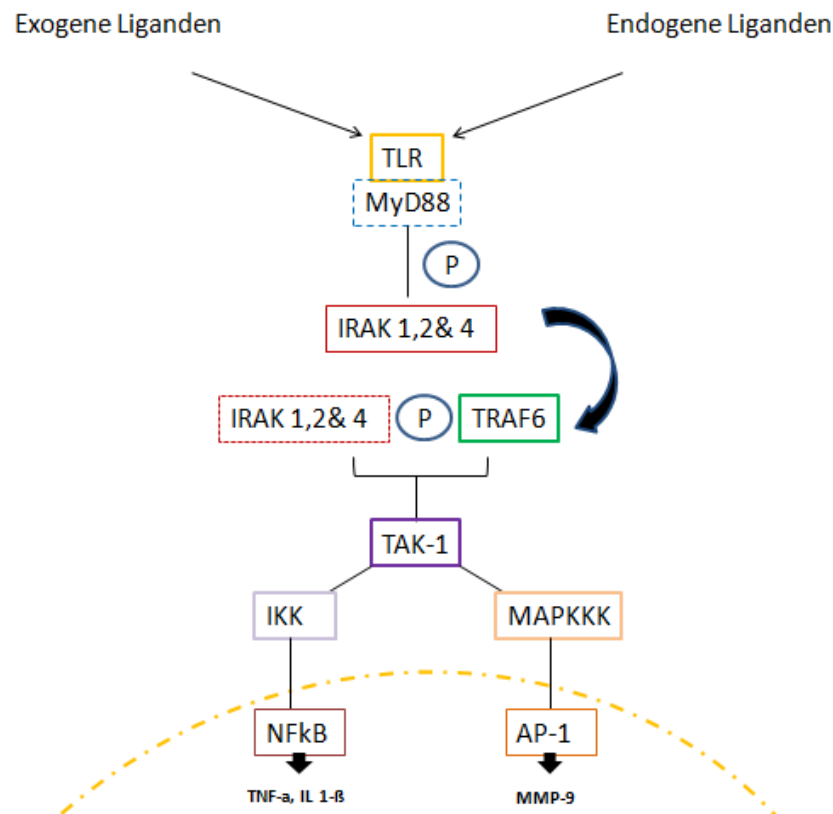 Exogene Liganden
Endogene Liganden
TLR
MyD88
P
IRAK 1,2& 4
IRAK 1,2& 4
P
TRAF6
TAK-1
IKK
MAPKKK
NFkB
AP-1
TNF-a, IL 1-ß
MMP-9